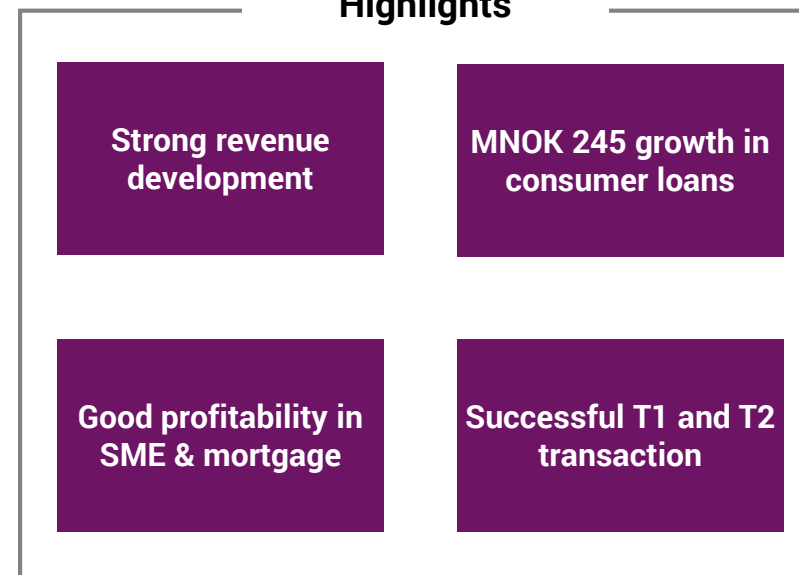 Highlights
Strong revenue
development
MNOK 245 growth in
consumer loans
Good profitability in
SME & mortgage
Successful T1 and T2
transaction